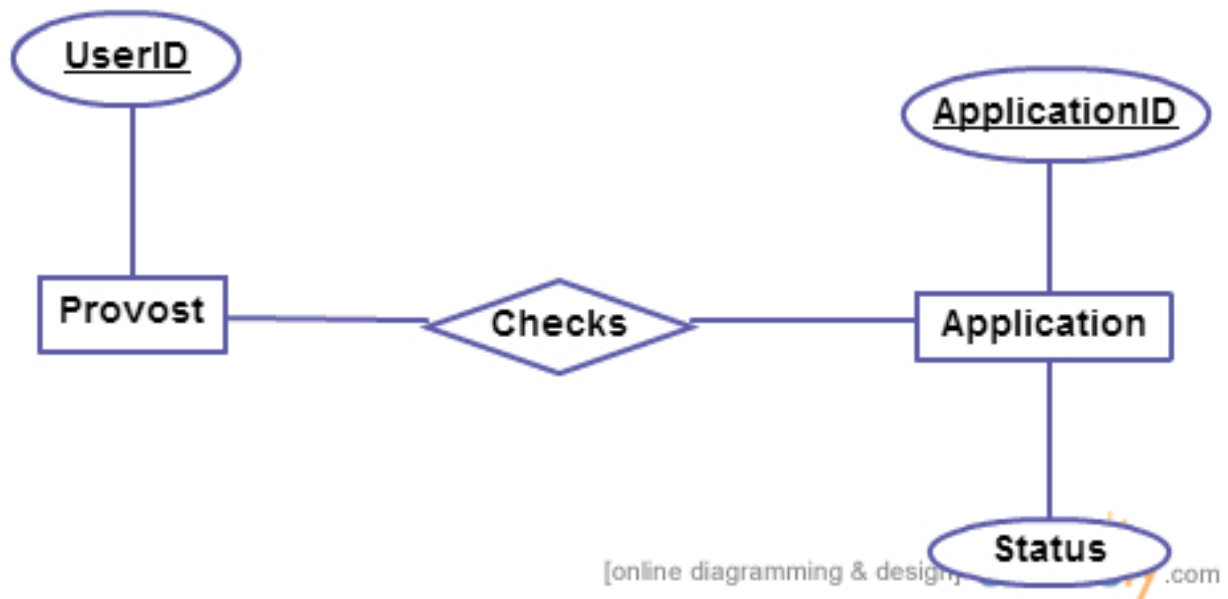 UserID
ApplicationID
Provost
Checks
Application
Status
[online diagramming & design] .com